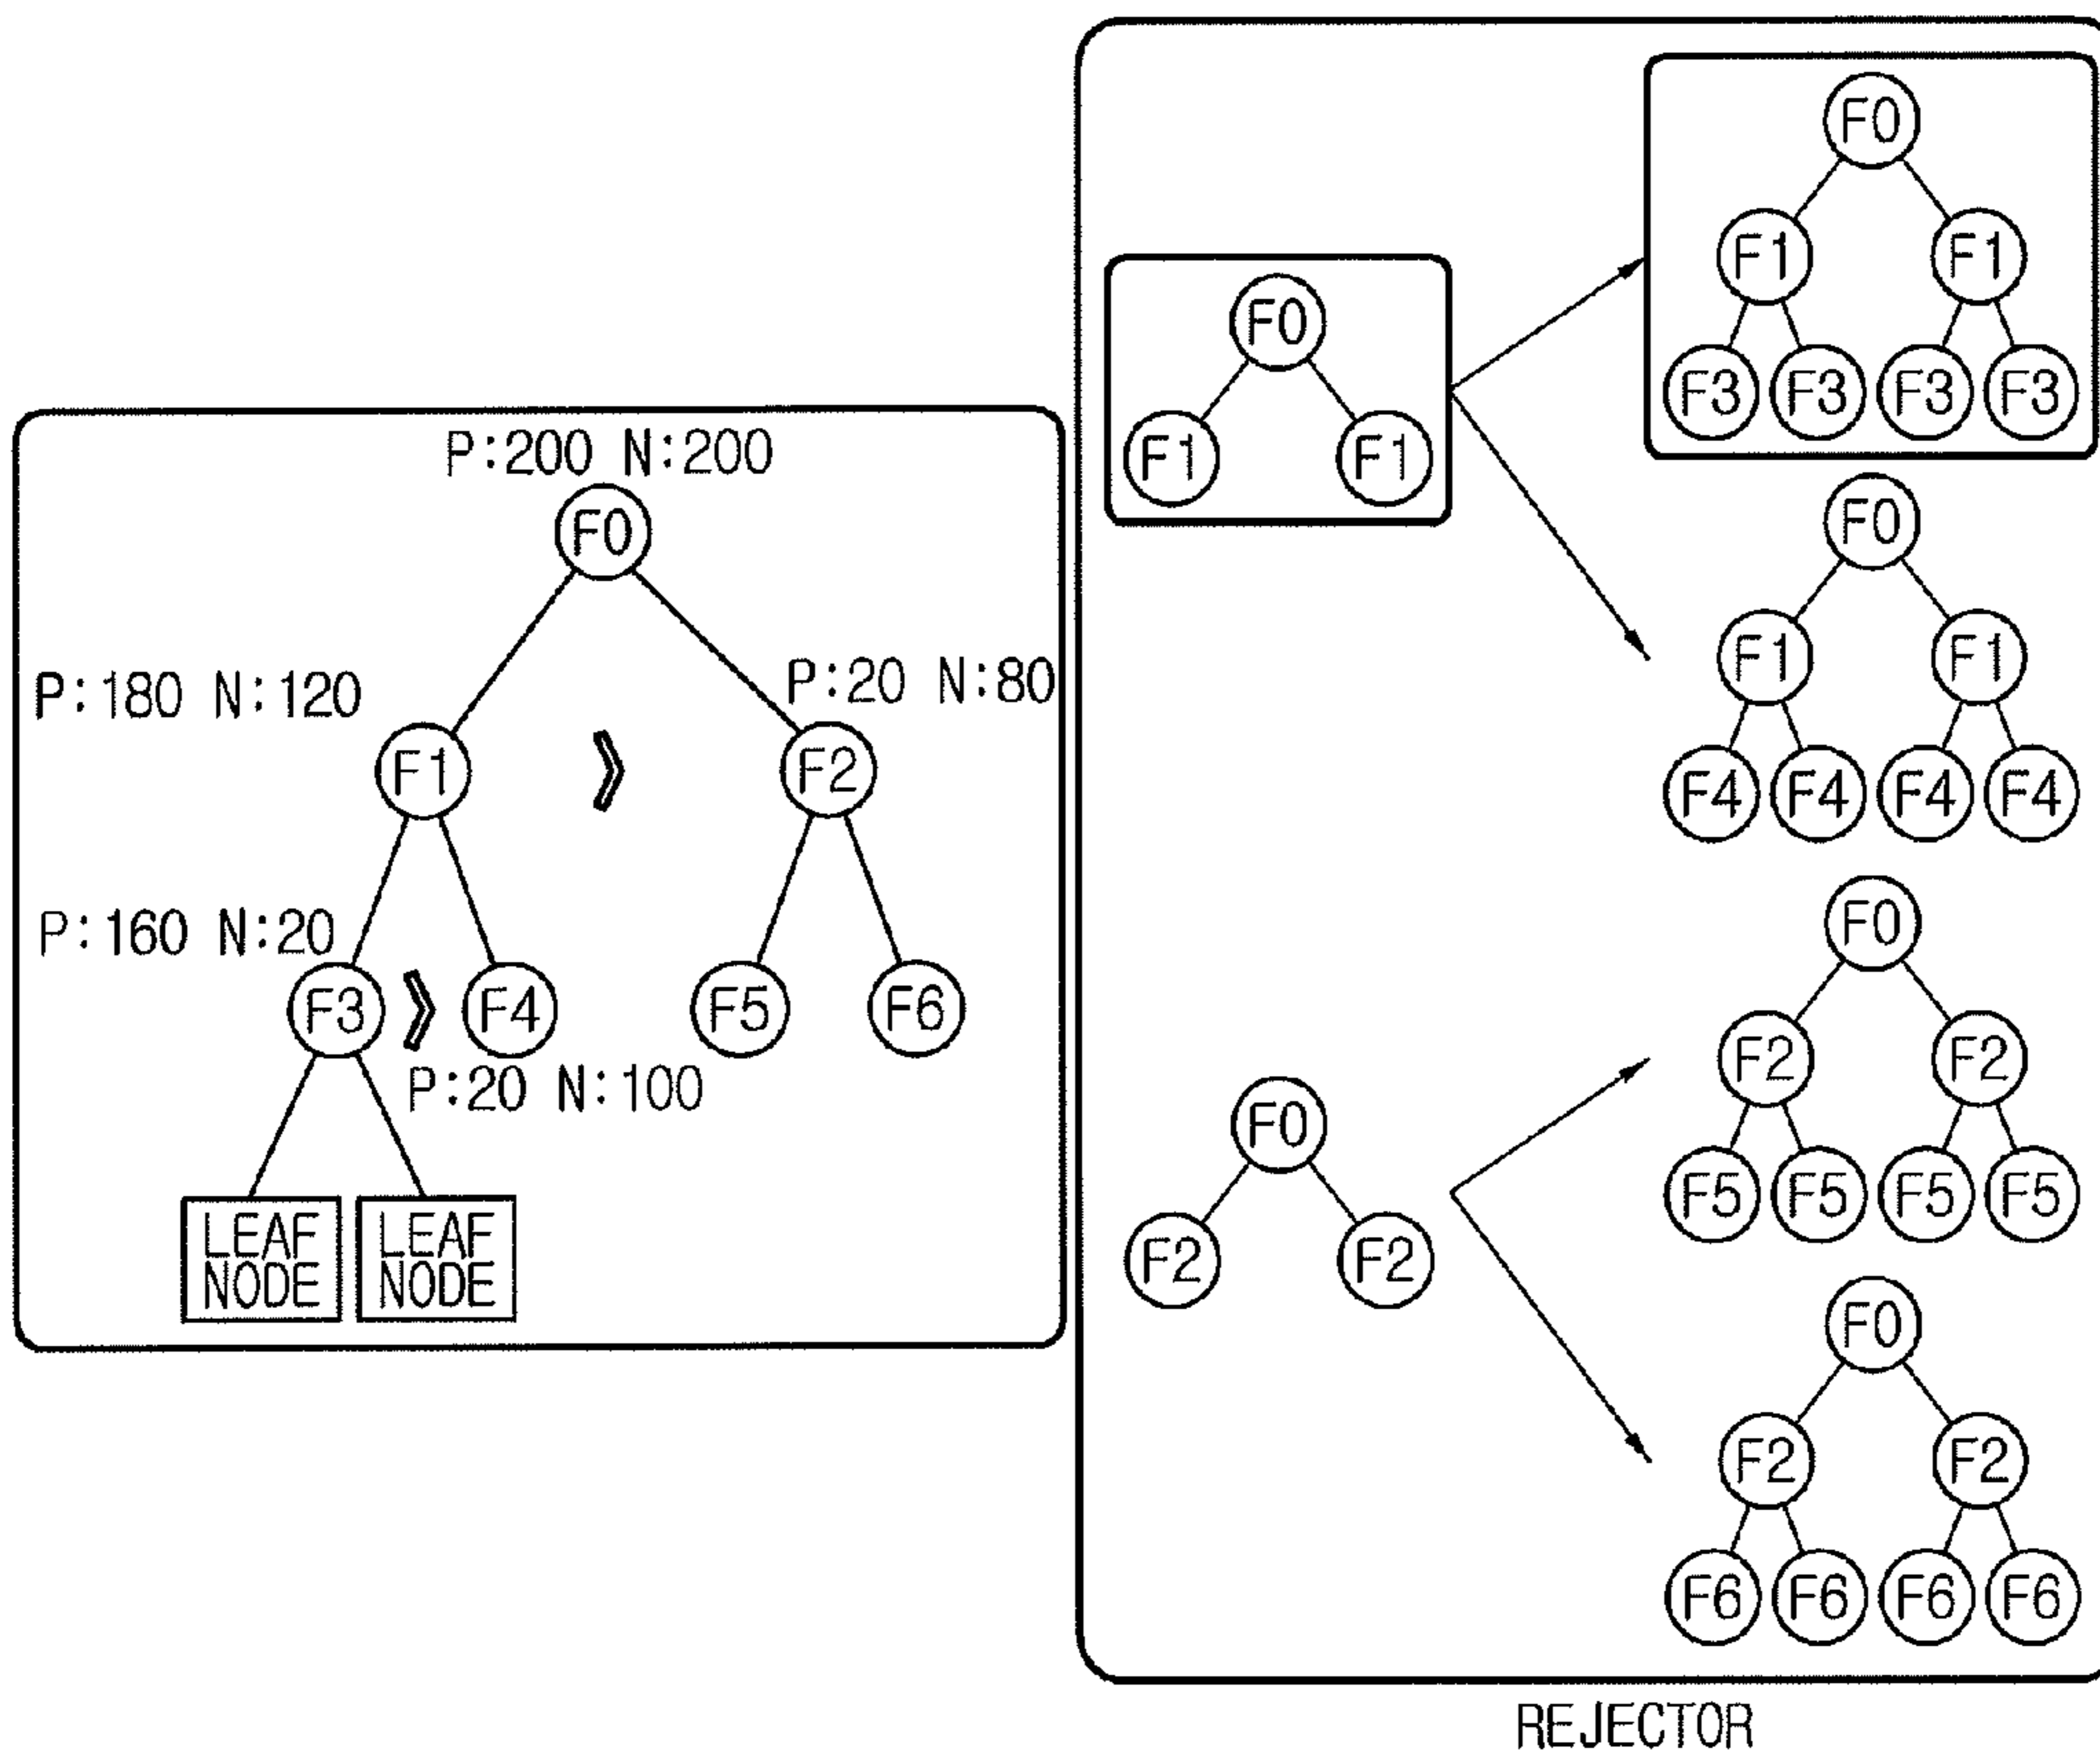 P:200 N:200
F0
P:180 N:120
P:20 N:80
F1
F2
P:160 N:20
F3
F4
F5
F6
P:20 N:100
LEAF
NODE
LEAF
NODE
F0
F1 F1
F0
F1 F1
F3 F3 F3 F3
F0
F1 F1
F4 F4 F4 F4
F0
F2 F2
F0
F2 F2
F5 F5 F5 F5
F0
F2 F2
F6 F6 F6 F6
REJECTOR